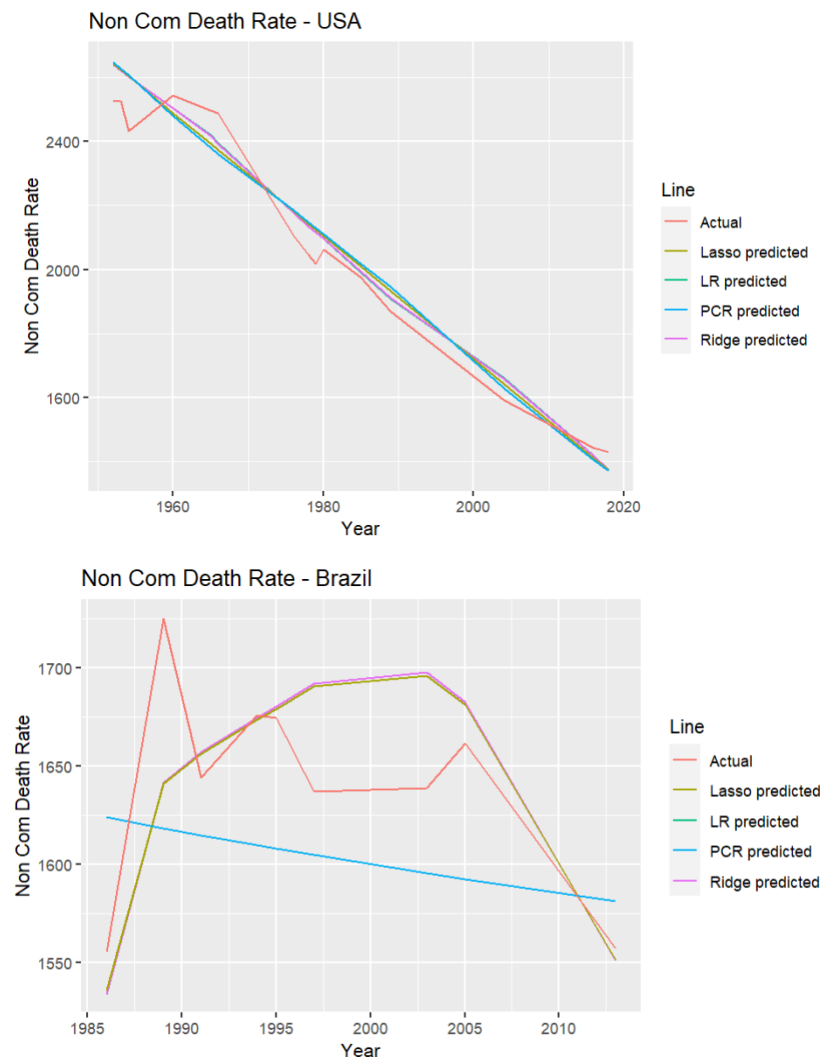 Non Com Death Rate - USA
Non Com Death Rate
2400
2000
1600
1960
1980
2000
2020
Year
Line
Actual
Lasso predicted
LR predicted
PCR predicted
Ridge predicted
Non Com Death Rate - Brazil
Non Com Death Rate
1700
1650
1600
1550
1985
1990
1995
2000
2005
2010
Year
Line
Actual
Lasso predicted
LR predicted
PCR predicted
Ridge predicted